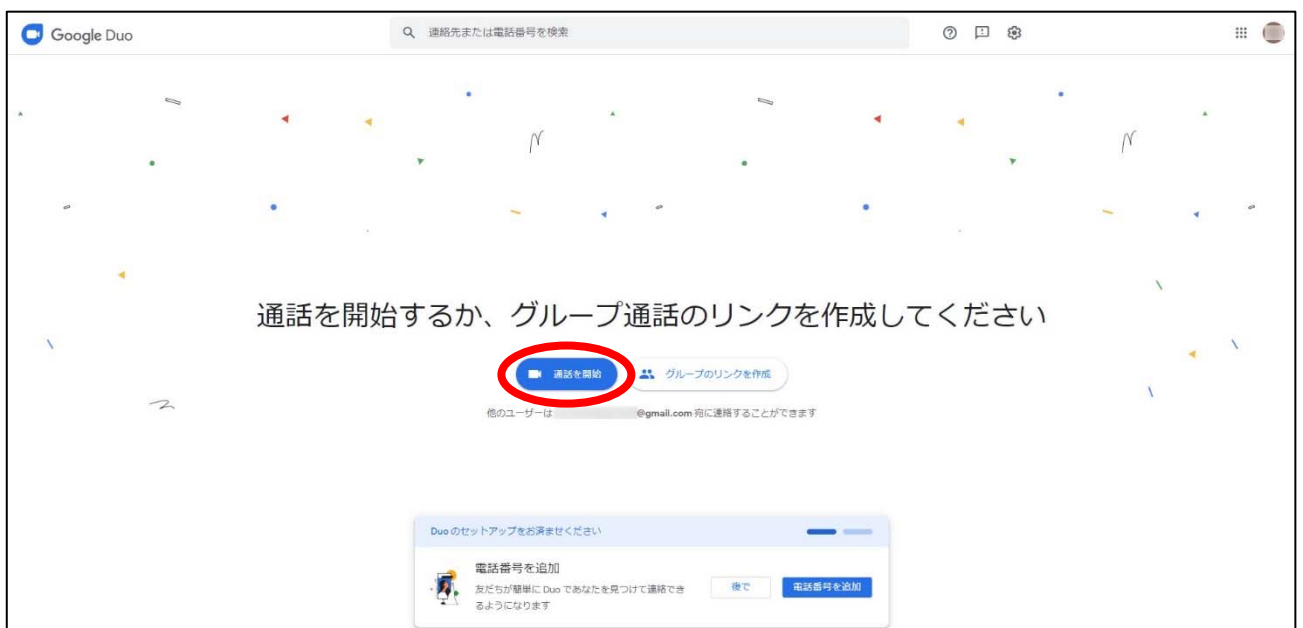 Google Duo
連絡先または電話番号を検索
通話を開始するか、グループ通話のリンクを作成してください
通話を開始
グループのリンクを作成
他のユーザーは @gmail.com 宛に連絡することができます
Duo のセットアップをお済ませください
電話番号を追加
友だちが簡単に Duo であなたを見つけて連絡でき
るようになります
後で
電話番号を追加